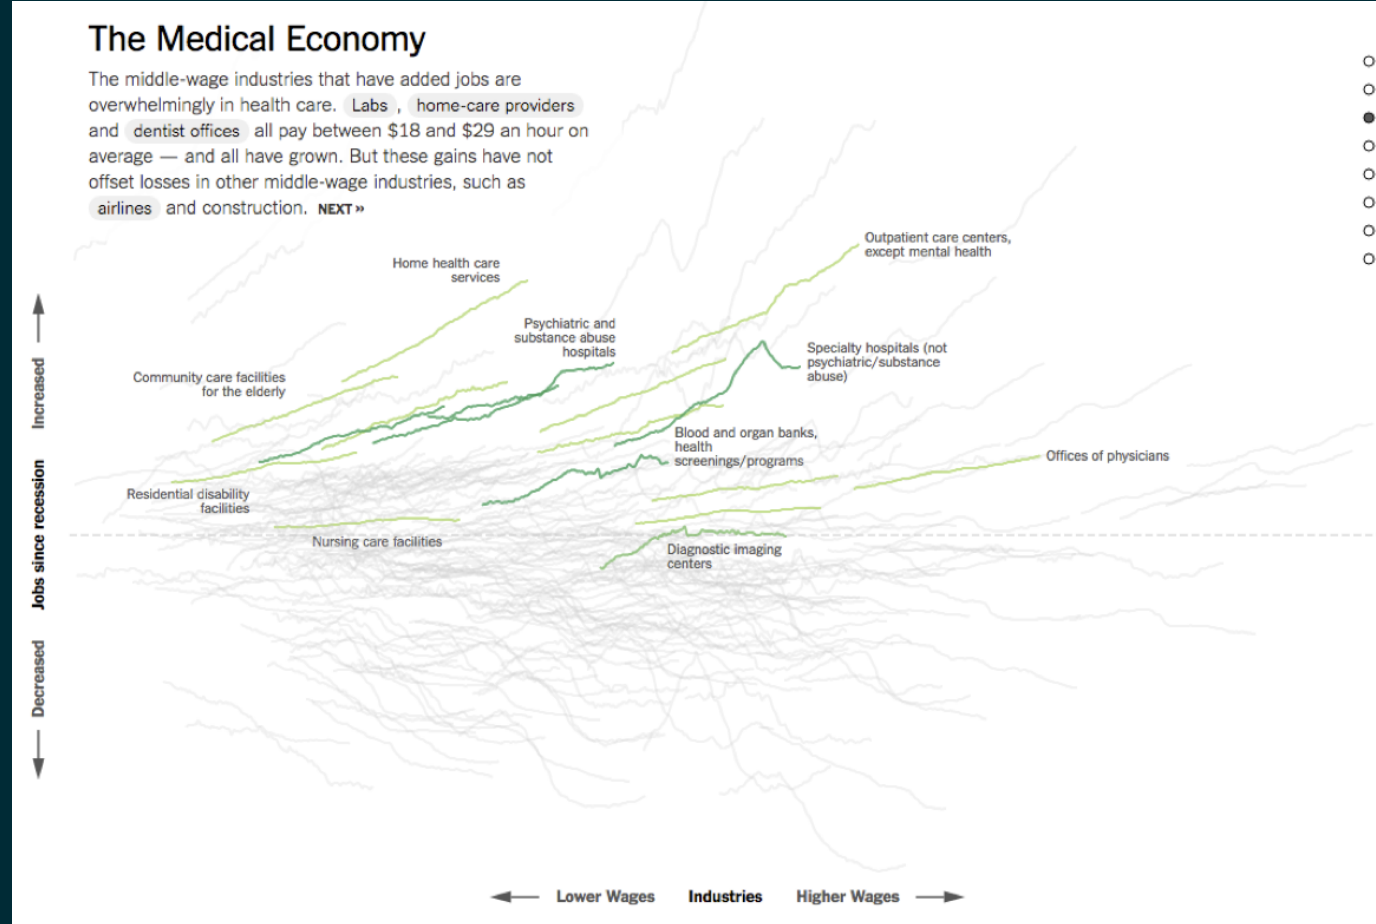 The Medical Economy
The middle-wage industries that have added jobs are
overwhelmingly in health care. Labs , home-care providers
and dentist offices all pay between $18 and $29 an hour on
average — and all have grown. But these gains have not
offset losses in other middle-wage industries, such as
airlines and construction. NEXT »
Outpatient care centers,
except mental health
Home health care
services
Psychiatric and
substance abuse
hospitals
Specialty hospitals (not
psychiatric/substance
abuse)
Community care facilities
for the elderly
Blood and organ banks,
health
screenings/programs
Offices of physicians
Residential disability
facilities
Nursing care facilities
Diagnostic imaging
centers
Increased
Jobs since recession
Decreased
Lower Wages Industries Higher Wages